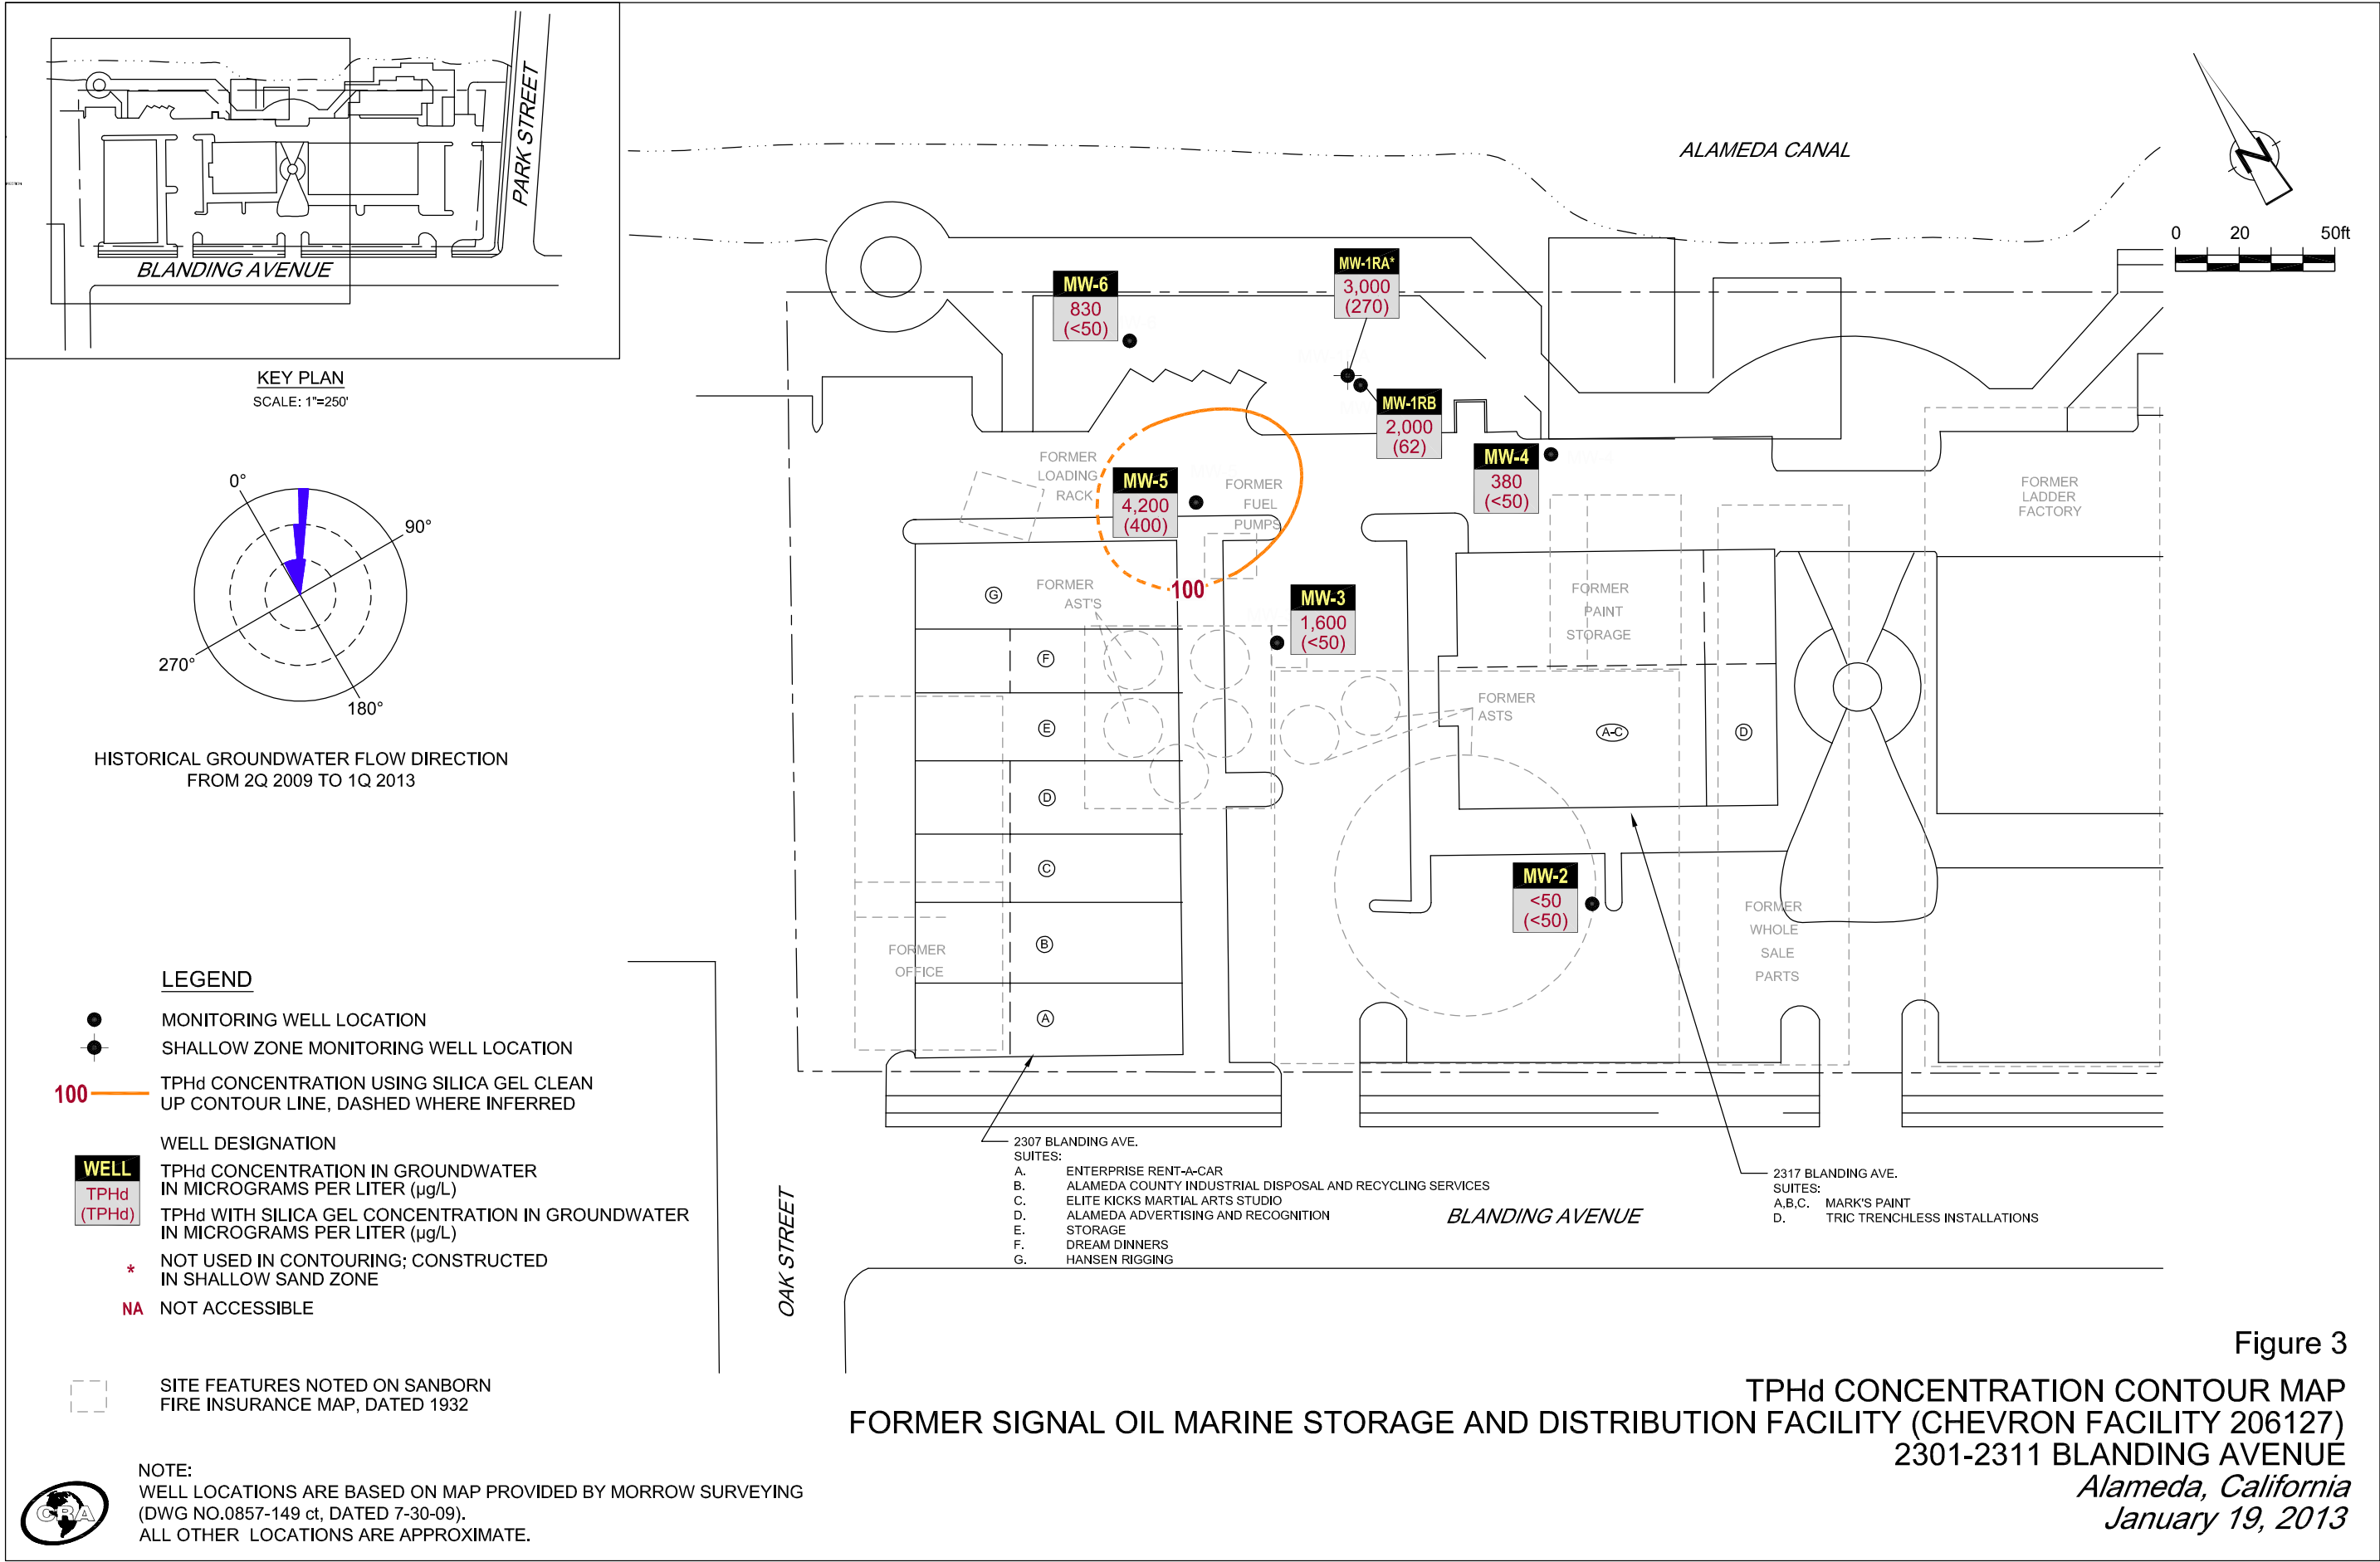 PARK STREET
BLANDING AVENUE
KEY PLAN
SCALE: 1"=250'
0°
90°
270°
180°
HISTORICAL GROUNDWATER FLOW DIRECTION
FROM 2Q 2009 TO 1Q 2013
LEGEND
MONITORING WELL LOCATION
SHALLOW ZONE MONITORING WELL LOCATION
100
TPHd CONCENTRATION USING SILICA GEL CLEAN
UP CONTOUR LINE, DASHED WHERE INFERRED
WELL DESIGNATION
WELL
TPHd
(TPHd)
TPHd CONCENTRATION IN GROUNDWATER
IN MICROGRAMS PER LITER (µg/L)
TPHd WITH SILICA GEL CONCENTRATION IN GROUNDWATER
IN MICROGRAMS PER LITER (µg/L)
* NOT USED IN CONTOURING; CONSTRUCTED
IN SHALLOW SAND ZONE
NA NOT ACCESSIBLE
SITE FEATURES NOTED ON SANBORN
FIRE INSURANCE MAP, DATED 1932
NOTE:
WELL LOCATIONS ARE BASED ON MAP PROVIDED BY MORROW SURVEYING
(DWG NO.0857-149 ct, DATED 7-30-09).
ALL OTHER LOCATIONS ARE APPROXIMATE.
CRA
ALAMEDA CANAL
N
0 20 50ft
MW-6
830
(<50)
MW-1RA*
3,000
(270)
MW-1RB
2,000
(62)
MW-4
380
(<50)
MW-5
4,200
(400)
MW-3
1,600
(<50)
MW-2
<50
(<50)
100
FORMER
LOADING
RACK
FORMER
FUEL
PUMPS
FORMER
AST'S
FORMER
LADDER
FACTORY
FORMER
PAINT
STORAGE
FORMER
ASTS
FORMER
OFFICE
FORMER
WHOLE
SALE
PARTS
G
F
E
D
C
B
A
A-C
D
2307 BLANDING AVE.
SUITES:
A. ENTERPRISE RENT-A-CAR
B. ALAMEDA COUNTY INDUSTRIAL DISPOSAL AND RECYCLING SERVICES
C. ELITE KICKS MARTIAL ARTS STUDIO
D. ALAMEDA ADVERTISING AND RECOGNITION
E. STORAGE
F. DREAM DINNERS
G. HANSEN RIGGING
2317 BLANDING AVE.
SUITES:
A,B,C. MARK'S PAINT
D. TRIC TRENCHLESS INSTALLATIONS
BLANDING AVENUE
OAK STREET
Figure 3
TPHd CONCENTRATION CONTOUR MAP
FORMER SIGNAL OIL MARINE STORAGE AND DISTRIBUTION FACILITY (CHEVRON FACILITY 206127)
2301-2311 BLANDING AVENUE
Alameda, California
January 19, 2013